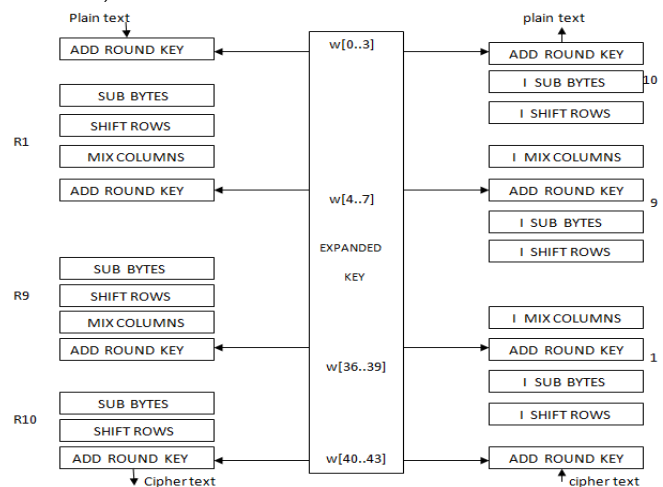 Plain text
ADD ROUND KEY
SUB BYTES
SHIFT ROWS
R1
MIX COLUMNS
ADD ROUND KEY
SUB BYTES
R9
SHIFT ROWS
MIX COLUMNS
ADD ROUND KEY
SUB BYTES
R10
SHIFT ROWS
ADD ROUND KEY
Cipher text
w[0..3]
w[4..7]
EXPANDED
KEY
w[36..39]
w[40..43]
plain text
ADD ROUND KEY
I SUB BYTES
10
I SHIFT ROWS
I MIX COLUMNS
ADD ROUND KEY
9
I SUB BYTES
I SHIFT ROWS
I MIX COLUMNS
ADD ROUND KEY
1
I SUB BYTES
I SHIFT ROWS
ADD ROUND KEY
cipher text